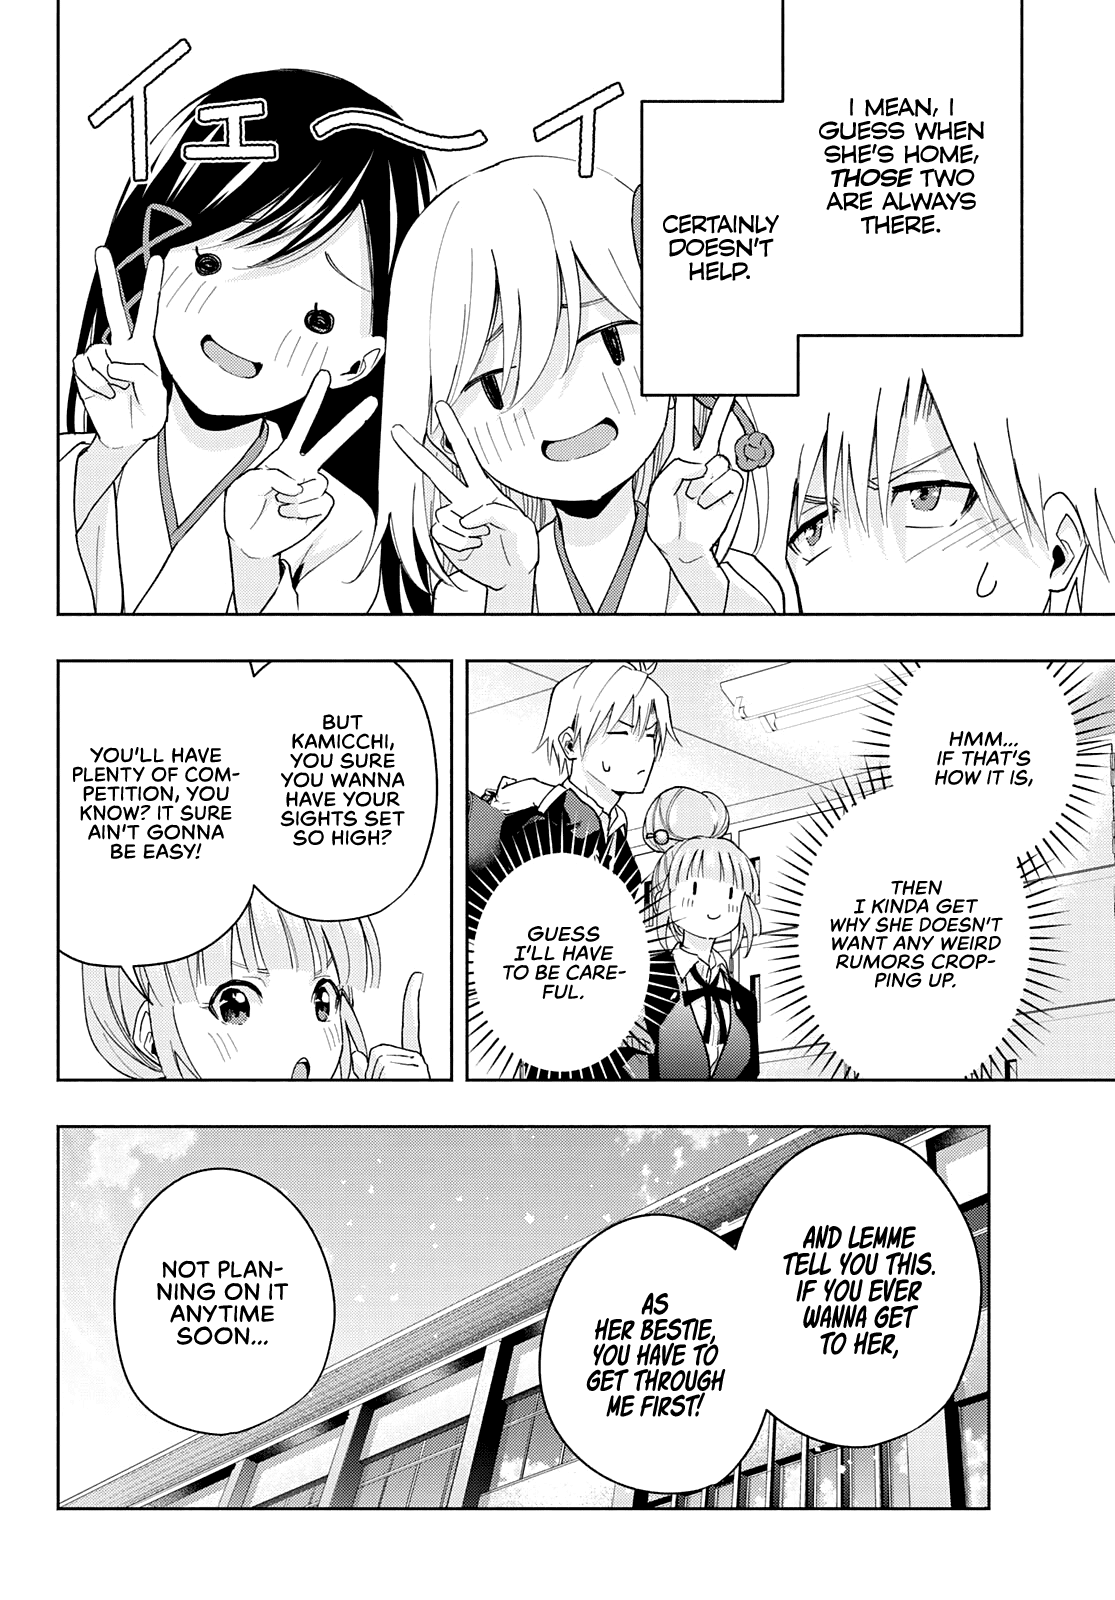 I MEAN, I
GUESS WHEN
SHE'S HOME,
THOSE TWO
ARE ALWAYS
THERE.
CERTAINLY
DOESN'T
HELP.
イェ〜イ
HMM...
IF THAT'S
HOW IT IS,
THEN
I KINDA GET
WHY SHE DOESN'T
WANT ANY WEIRD
RUMORS CROP-
PING UP.
GUESS
I'LL HAVE
TO BE CARE-
FUL.
BUT
KAMICCHI,
YOU SURE
YOU WANNA
HAVE YOUR
SIGHTS SET
SO HIGH?
YOU'LL HAVE
PLENTY OF COM-
PETITION, YOU
KNOW? IT SURE
AIN'T GONNA
BE EASY!
AND LEMME
TELL YOU THIS.
IF YOU EVER
WANNA GET
TO HER,
AS
HER BESTIE,
YOU HAVE TO
GET THROUGH
ME FIRST!
NOT PLAN-
NING ON IT
ANYTIME
SOON...